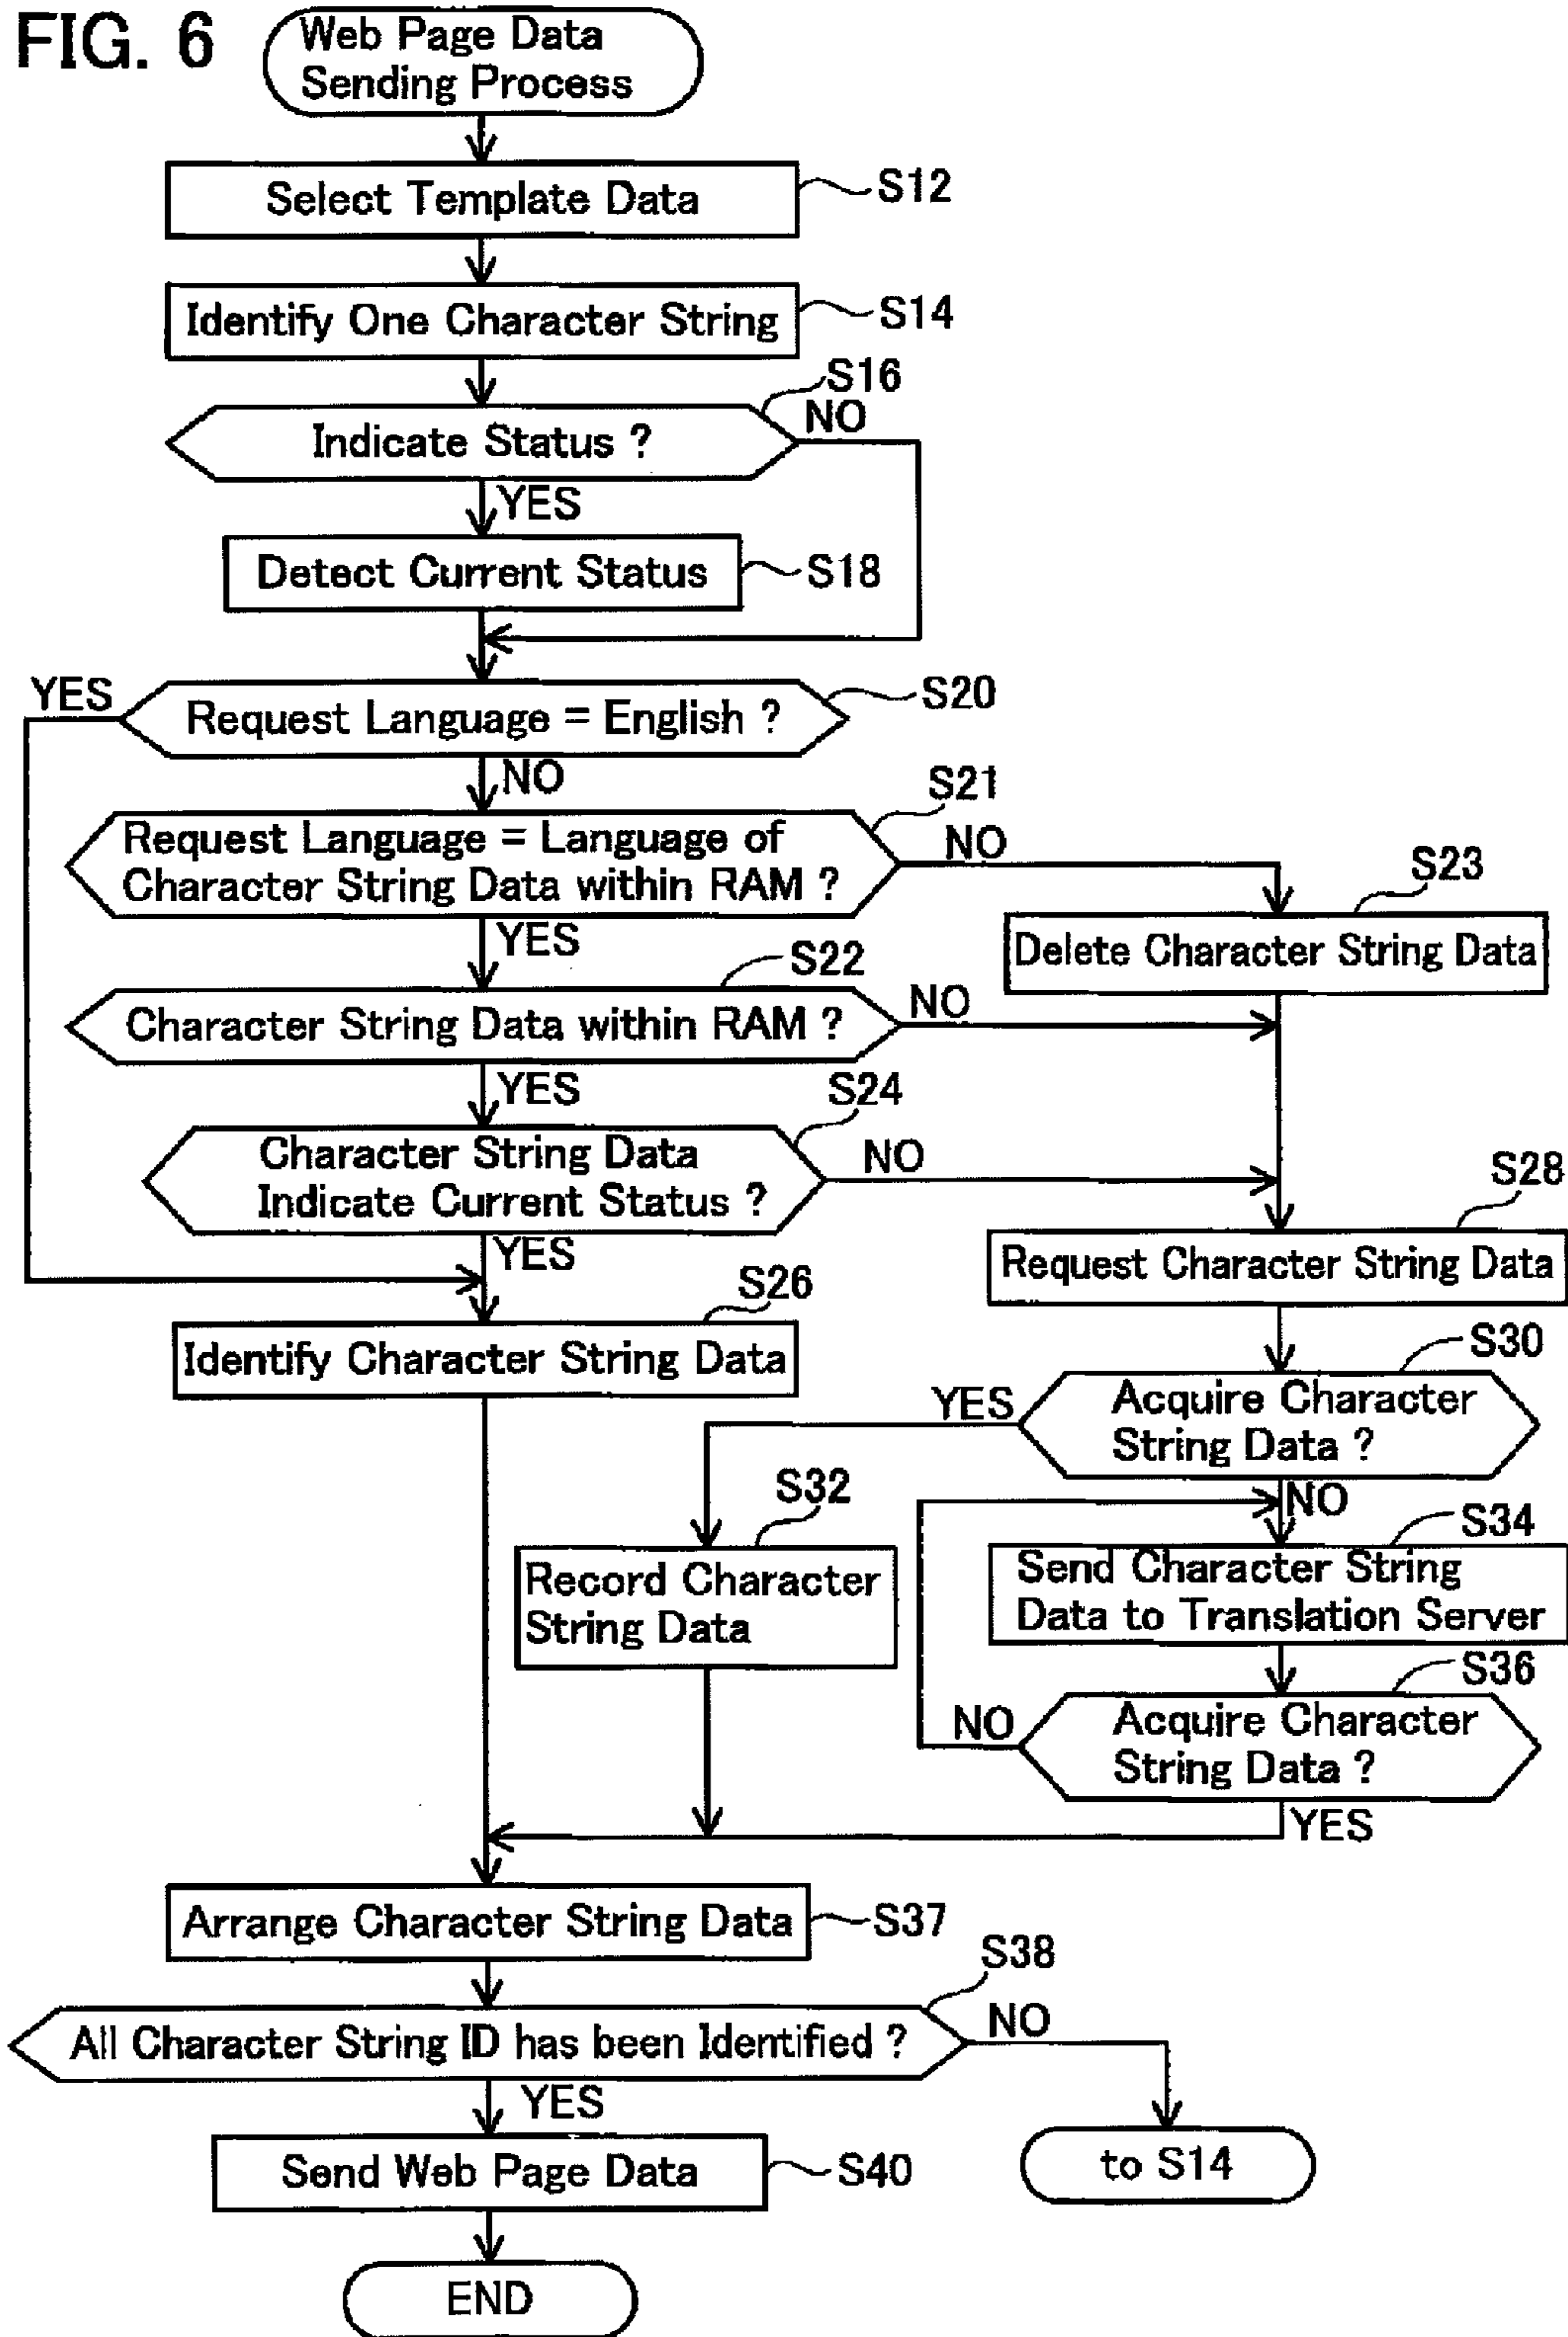 FIG. 6
Web Page Data
Sending Process
Select Template Data
S12
Identify One Character String
S14
S16
Indicate Status ?
NO
YES
Detect Current Status
S18
YES
Request Language = English ?
S20
NO
S21
Request Language = Language of
Character String Data within RAM ?
NO
S23
YES
Delete Character String Data
S22
Character String Data within RAM ?
NO
YES
S24
Character String Data
Indicate Current Status ?
NO
S28
YES
Request Character String Data
S26
Identify Character String Data
S30
YES
Acquire Character
String Data ?
S32
NO
S34
Record Character
String Data
Send Character String
Data to Translation Server
S36
NO
Acquire Character
String Data ?
YES
Arrange Character String Data
S37
S38
All Character String ID has been Identified ?
NO
YES
Send Web Page Data
S40
to S14
END